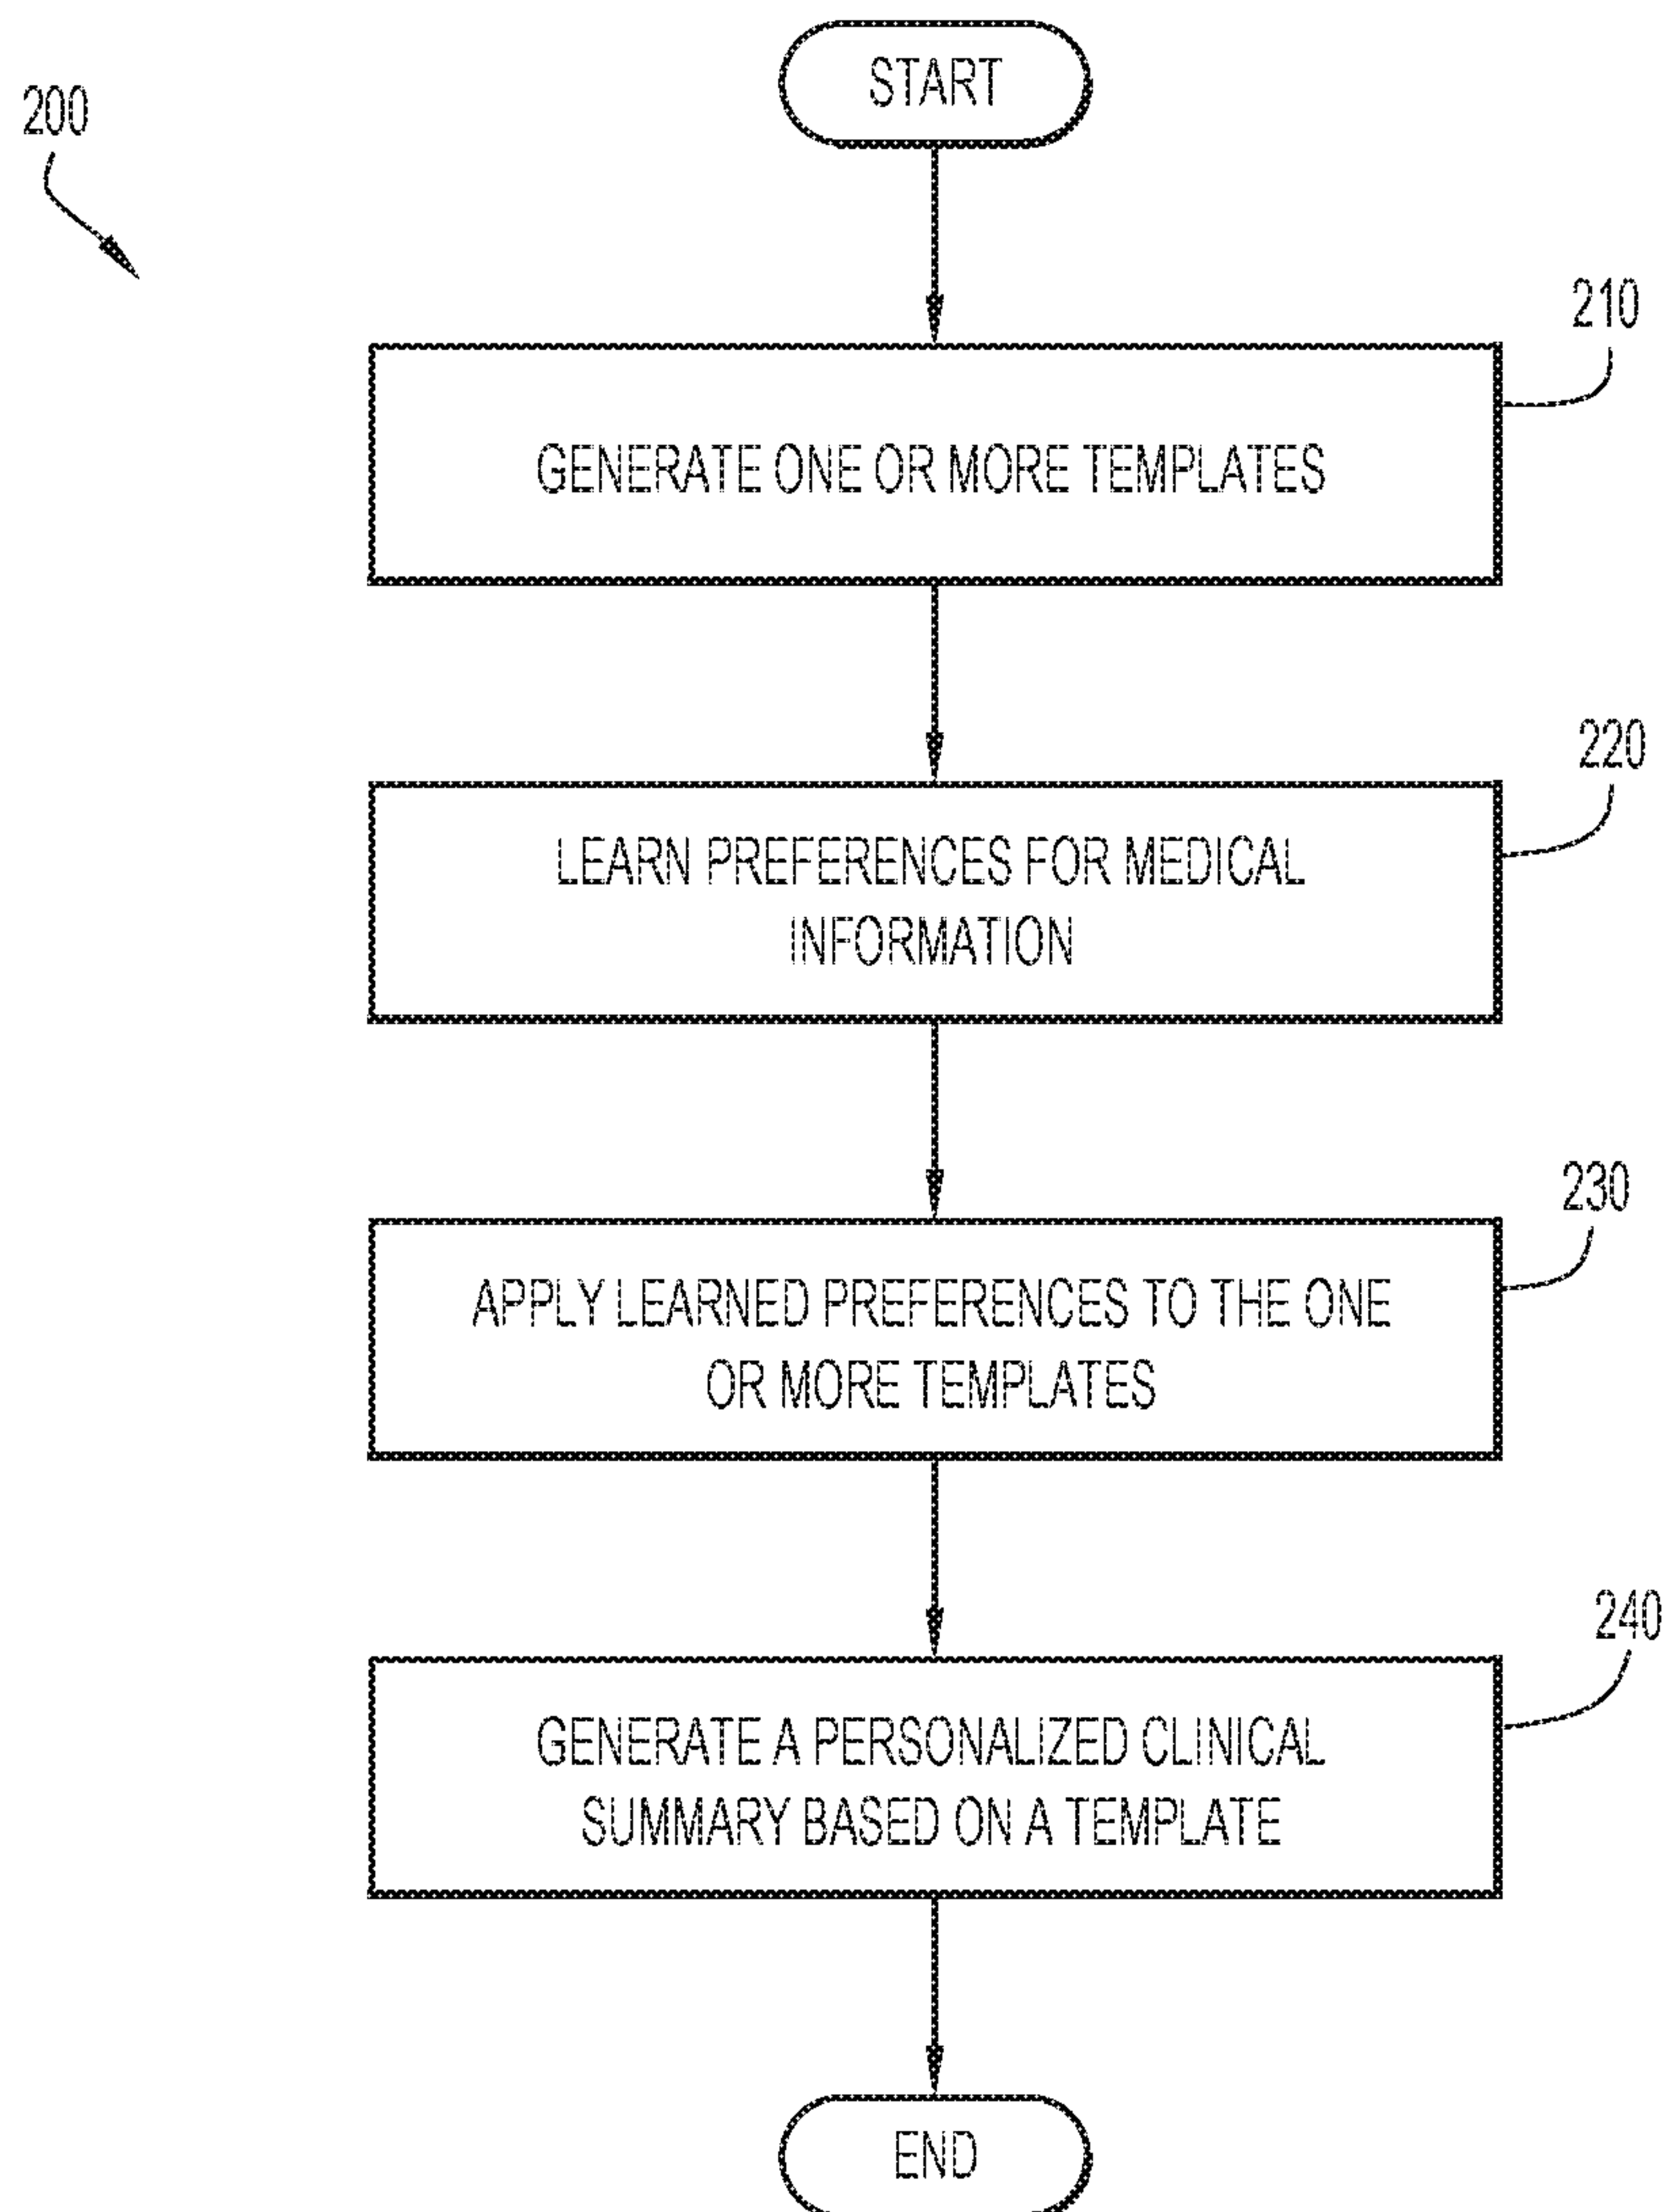 START
200
210
GENERATE ONE OR MORE TEMPLATES
220
LEARN PREFERENCES FOR MEDICAL
INFORMATION
230
APPLY LEARNED PREFERENCES TO THE ONE
OR MORE TEMPLATES
240
GENERATE A PERSONALIZED CLINICAL
SUMMARY BASED ON A TEMPLATE
END